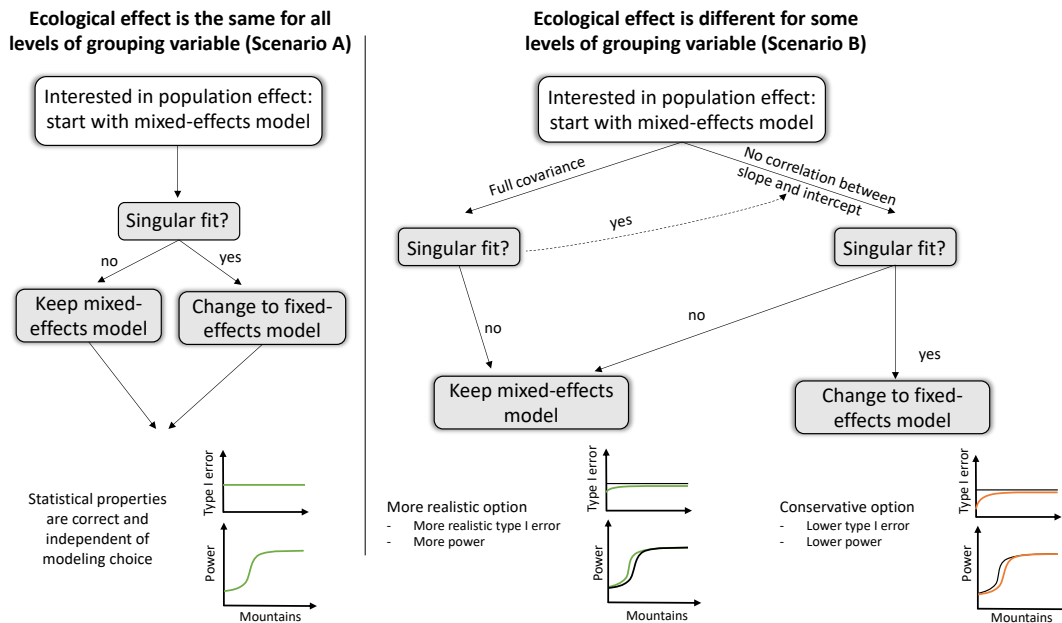 Ecological effect is the same for all
levels of grouping variable (Scenario A)
Interested in population effect:
start with mixed-effects model
Singular fit?
no
yes
Keep mixed-
effects model
Change to fixed-
effects model
Statistical properties
are correct and
independent of
modeling choice
Type I error
Power
Mountains
Ecological effect is different for some
levels of grouping variable (Scenario B)
Interested in population effect:
start with mixed-effects model
Full covariance
No correlation between
slope and intercept
Singular fit?
yes
Singular fit?
no
no
yes
Keep mixed-effects
model
Change to fixed-
effects model
More realistic option
- More realistic type I error
- More power
Type I error
Power
Mountains
Conservative option
- Lower type I error
- Lower power
Type I error
Power
Mountains